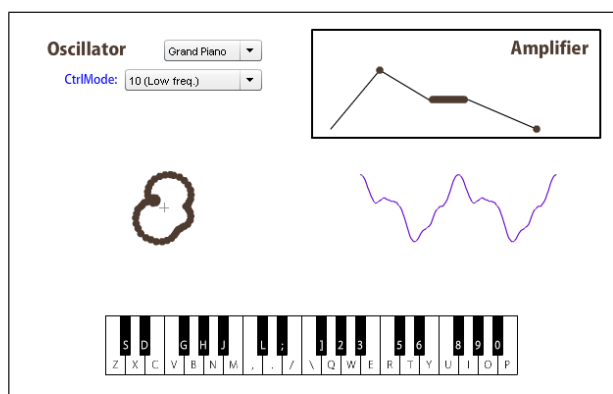 Oscillator
Grand Piano
Amplifier
CtrlMode:
10 (Low freq.)
S D G H J L ; ] 2 3 5 6 8 9 0
Z X C V B N M , . / \ Q W E R T Y U I O P